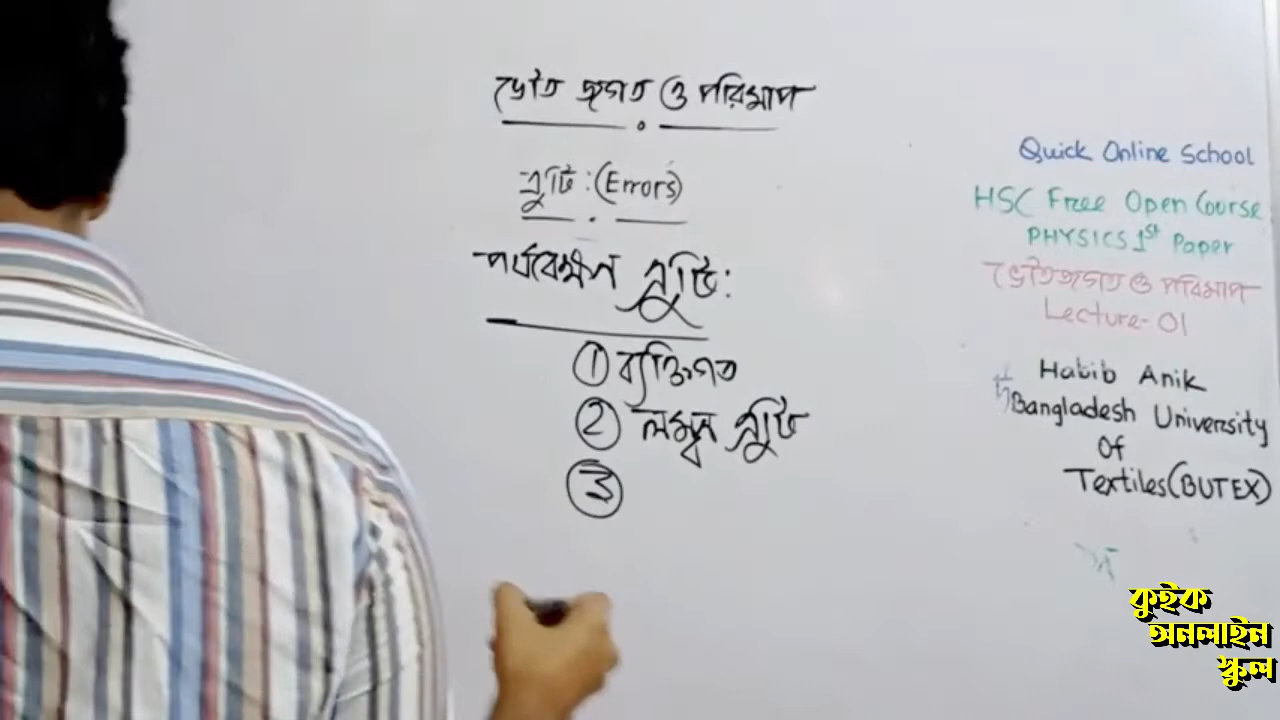 ভৌত জগত ও পরিমাপ
ত্রুটি : (Errors)
পর্যবেক্ষন ত্রুটি :
① ব্যক্তিগত
② লম্বন ত্রুটি
③
Quick Online School
HSC Free Open Course
PHYSICS 1st Paper
ভৌতজগত ও পরিমাপ
Lecture-01
Habib Anik
Bangladesh University
Of
Textiles(BUTEX)
কুইক
অনলাইন
স্কুল